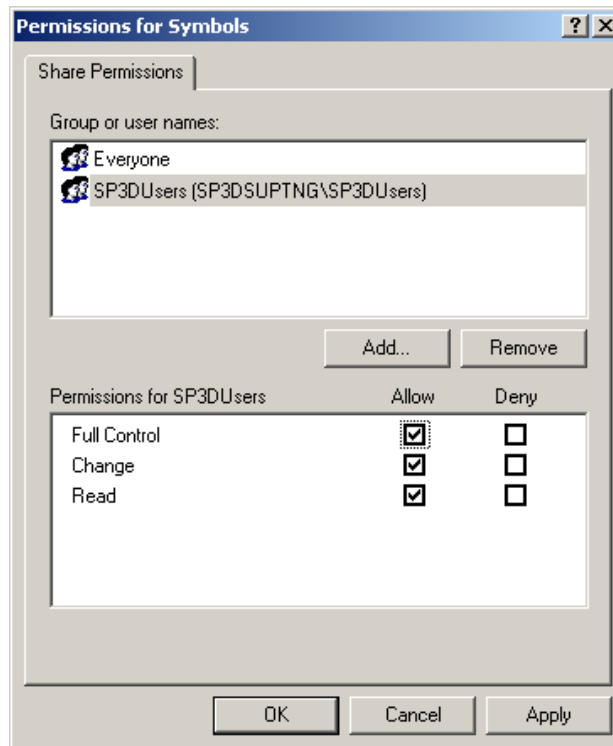 Permissions for Symbols
Share Permissions
Group or user names:
Everyone
SP3DUsers (SP3DSUPTNG\SP3DUsers)
Add... Remove
Permissions for SP3DUsers Allow Deny
Full Control
Change
Read
OK Cancel Apply